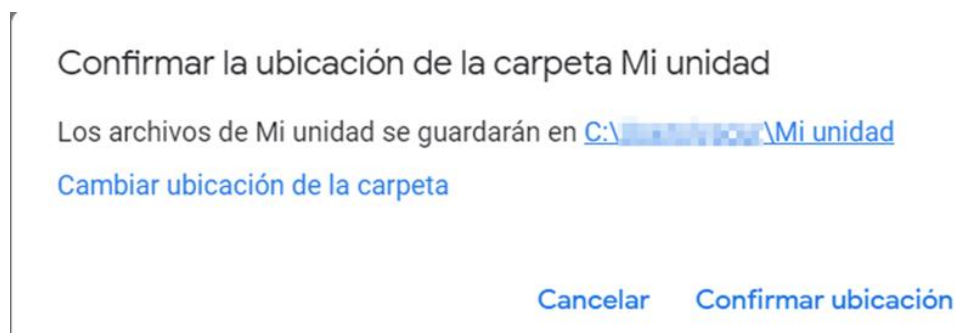 Confirmar la ubicación de la carpeta Mi unidad
Los archivos de Mi unidad se guardarán en C:\ \Mi unidad
Cambiar ubicación de la carpeta
Cancelar Confirmar ubicación